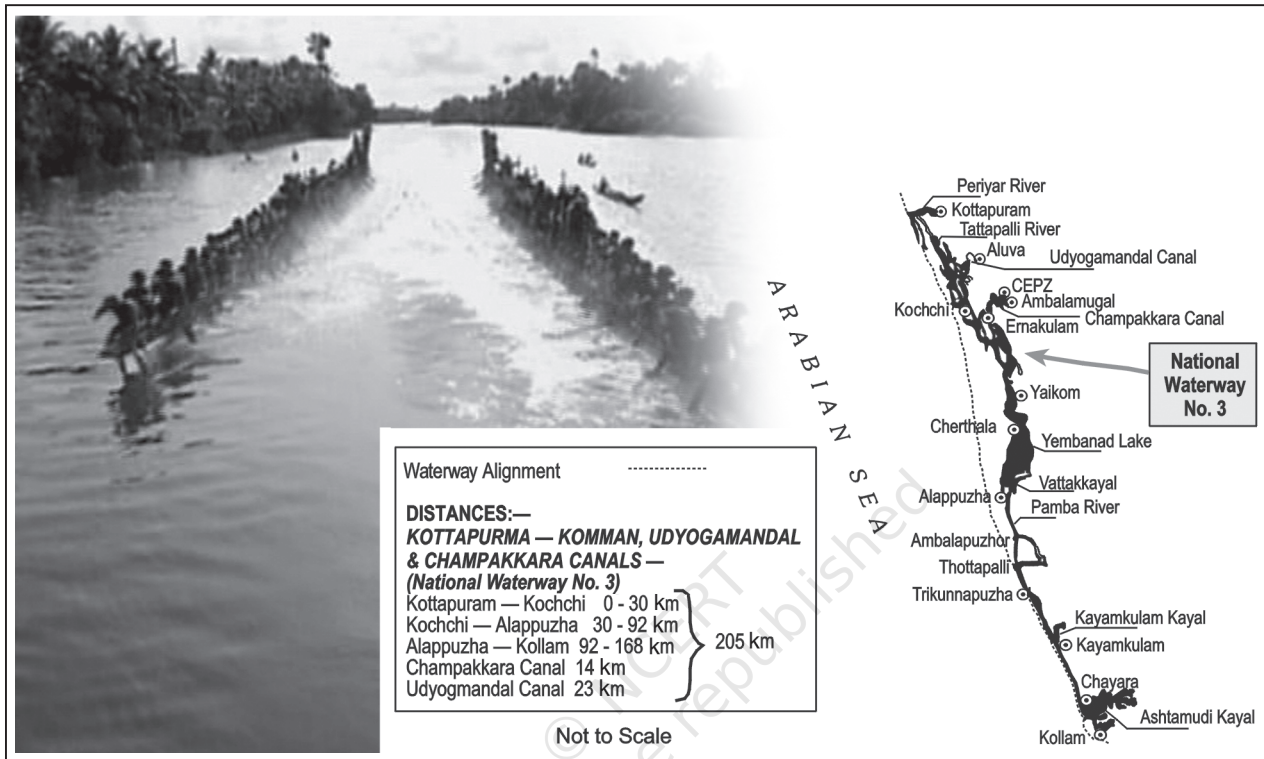 Periyar River
Kottapuram
Tattapalli River
Aluva
Udyogamandal Canal
CEPZ
Ambalamugal
Kochchi
Ernakulam
Champakkara Canal
ARABIAN SEA
National
Waterway
No. 3
Yaikom
Cherthala
Yembanad Lake
Vattakkayal
Alappuzha
Pamba River
Ambalapuzhor
Thottapalli
Trikunnapuzha
Kayamkulam Kayal
Kayamkulam
Chayara
Ashtamudi Kayal
Kollam
Waterway Alignment
DISTANCES:—
KOTTAPURMA — KOMMAN, UDYOGAMANDAL
& CHAMPAKKARA CANALS —
(National Waterway No. 3)
Kottapuram — Kochchi 0 - 30 km
Kochchi — Alappuzha 30 - 92 km
Alappuzha — Kollam 92 - 168 km
Champakkara Canal 14 km
Udyogmandal Canal 23 km
205 km
Not to Scale
© NCERT
e republished